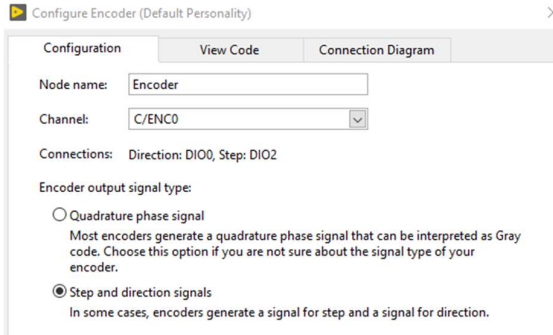 Configure Encoder (Default Personality)
Configuration View Code Connection Diagram
Node name: Encoder
Channel: C/ENC0
Connections: Direction: DIO0, Step: DIO2
Encoder output signal type:
Quadrature phase signal
Most encoders generate a quadrature phase signal that can be interpreted as Gray
code. Choose this option if you are not sure about the signal type of your
encoder.
Step and direction signals
In some cases, encoders generate a signal for step and a signal for direction.